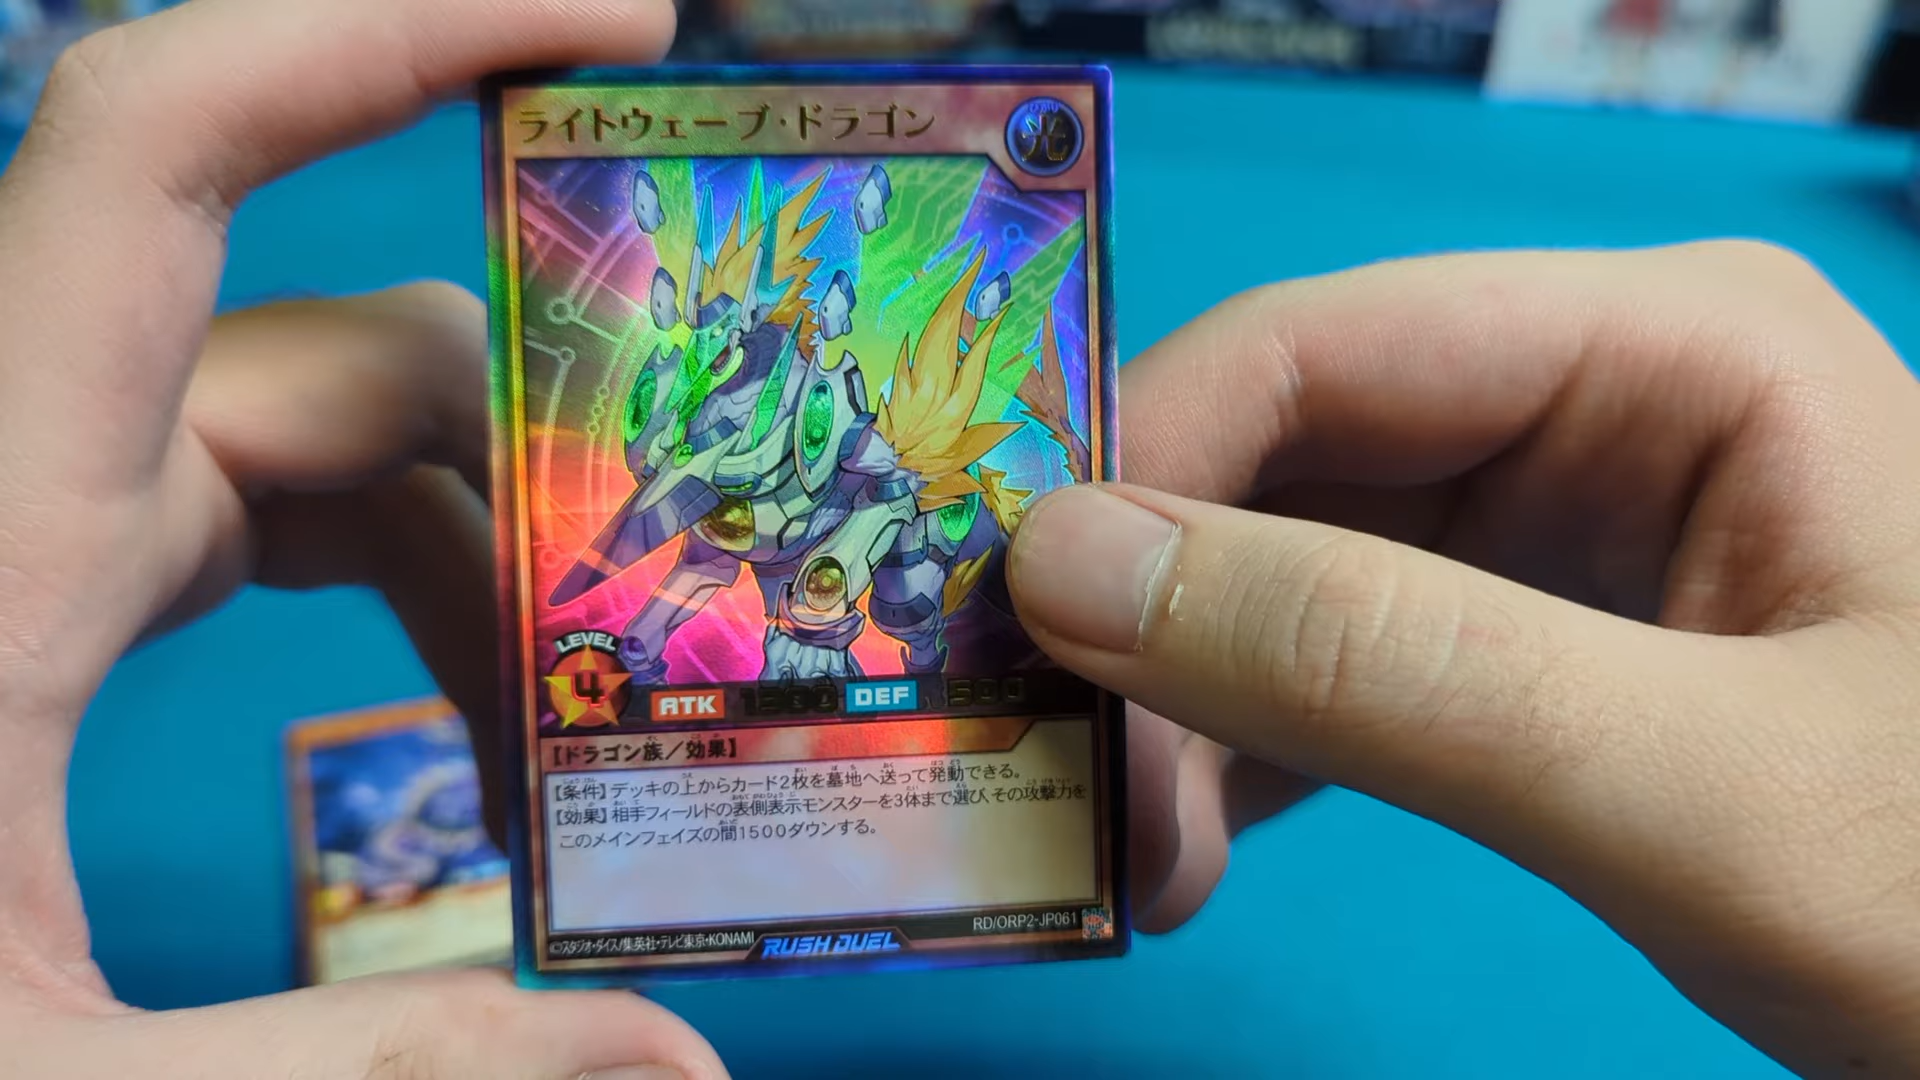 ライトウェーブ・ドラゴン
光
LEVEL
4
ATK 1300 DEF 500
【ドラゴン族／効果】
【条件】デッキの上からカード2枚を墓地へ送って発動できる。
【効果】相手フィールドの表側表示モンスターを3体まで選び、その攻撃力を
このメインフェイズの間1500ダウンする。
RD/ORP2-JP061
©スタジオ・ダイス/集英社・テレビ東京・KONAMI
RUSH DUEL